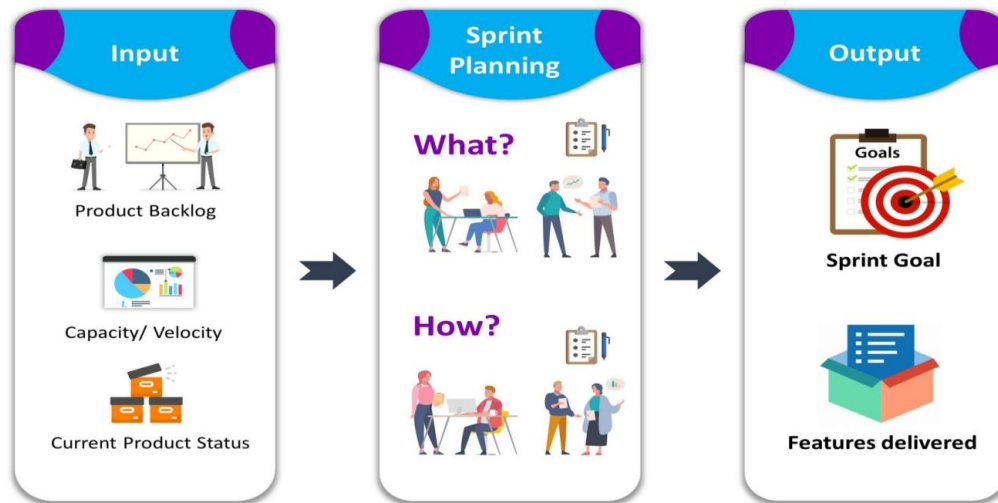 Input
Product Backlog
Capacity/ Velocity
Current Product Status
Sprint
Planning
What?
How?
Output
Goals
Sprint Goal
Features delivered